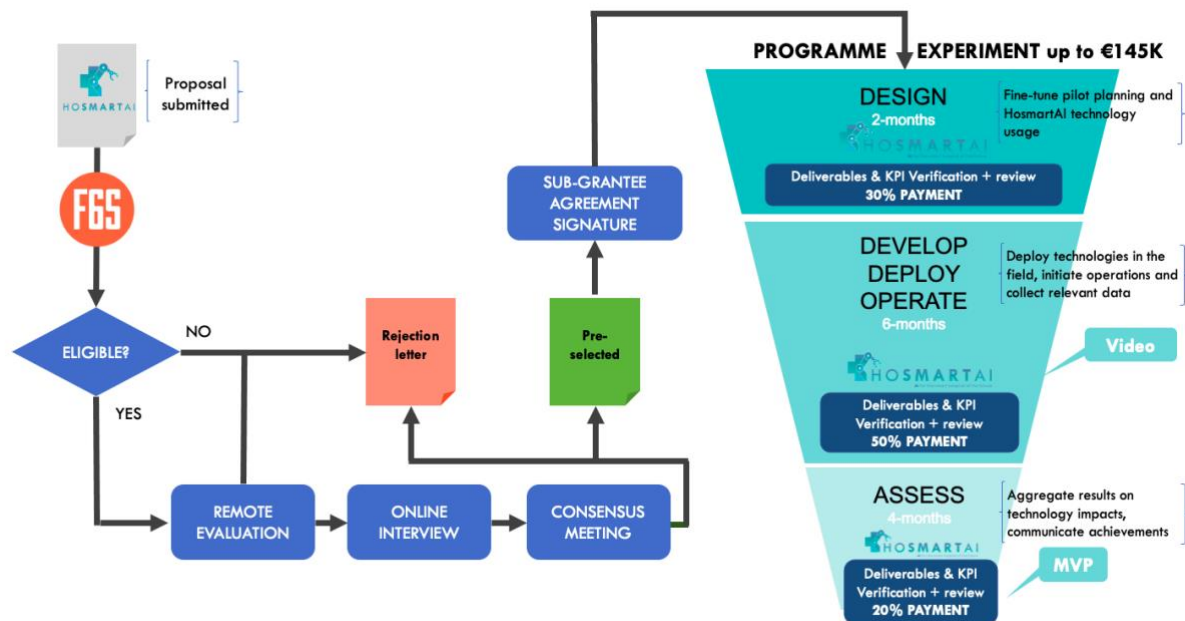 HOSMARTAI
Proposal
submitted
F6S
ELIGIBLE?
NO
YES
Rejection
letter
Pre-
selected
SUB-GRANTEE
AGREEMENT
SIGNATURE
REMOTE
EVALUATION
ONLINE
INTERVIEW
CONSENSUS
MEETING
PROGRAMME EXPERIMENT up to €145K
DESIGN
2-months
HOSMARTAI
Deliverables & KPI Verification + review
30% PAYMENT
Fine-tune pilot planning and
HosmartAI technology
usage
DEVELOP
DEPLOY
OPERATE
6-months
HOSMARTAI
Deliverables & KPI
Verification + review
50% PAYMENT
Deploy technologies in the
field, initiate operations and
collect relevant data
Video
ASSESS
4-months
HOSMARTAI
Deliverables & KPI
Verification + review
20% PAYMENT
Aggregate results on
technology impacts,
communicate achievements
MVP